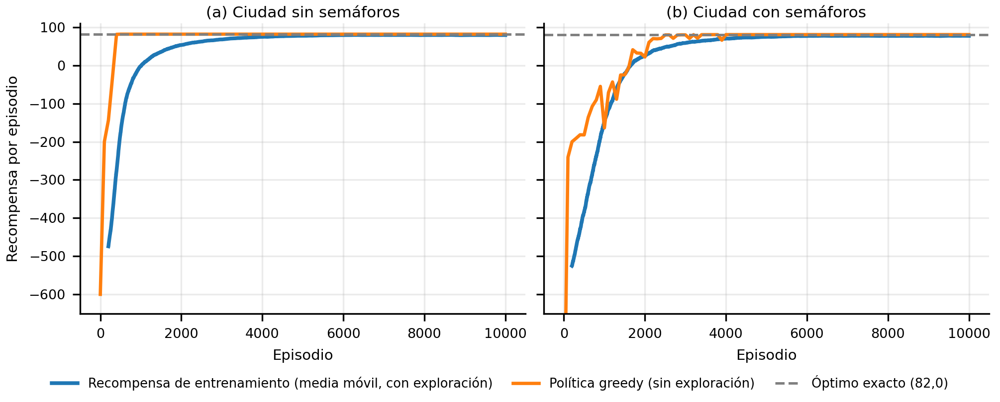 (a) Ciudad sin semáforos
(b) Ciudad con semáforos
Recompensa por episodio
100
0
−100
−200
−300
−400
−500
−600
0 2000 4000 6000 8000 10000
0 2000 4000 6000 8000 10000
Episodio
Episodio
Recompensa de entrenamiento (media móvil, con exploración)
Política greedy (sin exploración)
Óptimo exacto (82,0)